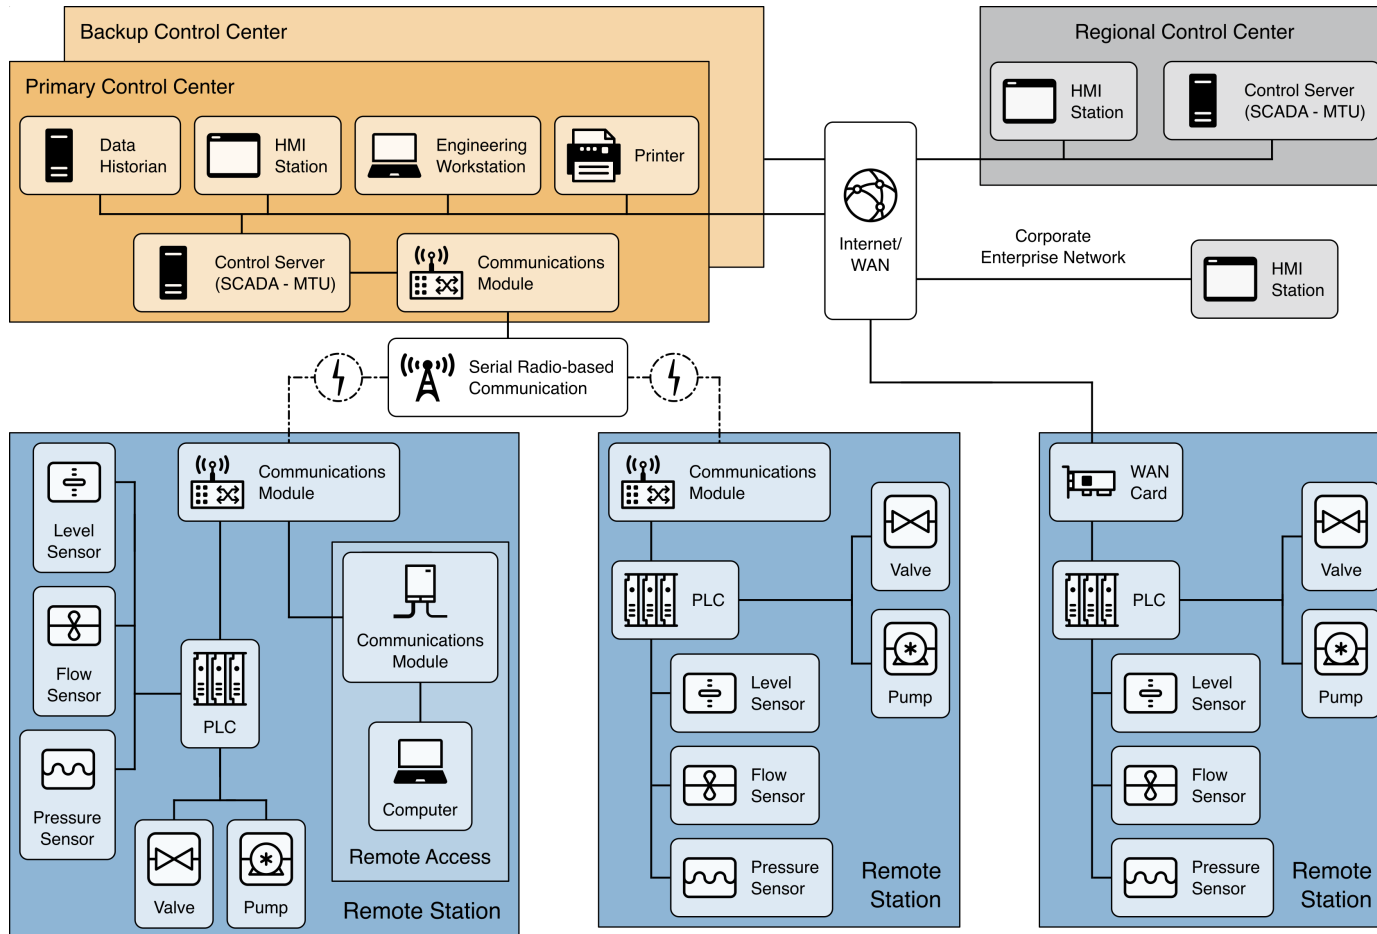 Backup Control Center
Primary Control Center
Data
Historian
HMI
Station
Engineering
Workstation
Printer
Control Server
(SCADA - MTU)
Communications
Module
Internet/
WAN
Regional Control Center
HMI
Station
Control Server
(SCADA - MTU)
Corporate
Enterprise Network
HMI
Station
Serial Radio-based
Communication
Level
Sensor
Flow
Sensor
Pressure
Sensor
Communications
Module
PLC
Valve
Pump
Communications
Module
Computer
Remote Access
Remote Station
Communications
Module
PLC
Valve
Pump
Level
Sensor
Flow
Sensor
Pressure
Sensor
Remote
Station
WAN
Card
PLC
Valve
Pump
Level
Sensor
Flow
Sensor
Pressure
Sensor
Remote
Station